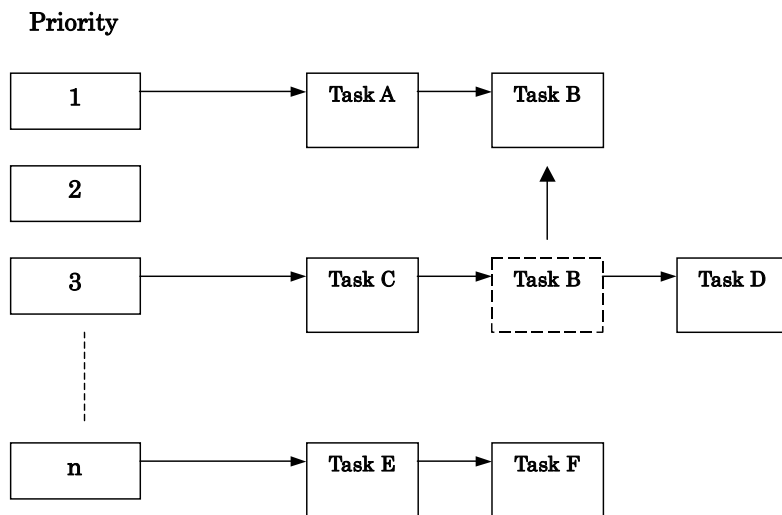 Priority
1
Task A
Task B
2
3
Task C
Task B
Task D
n
Task E
Task F